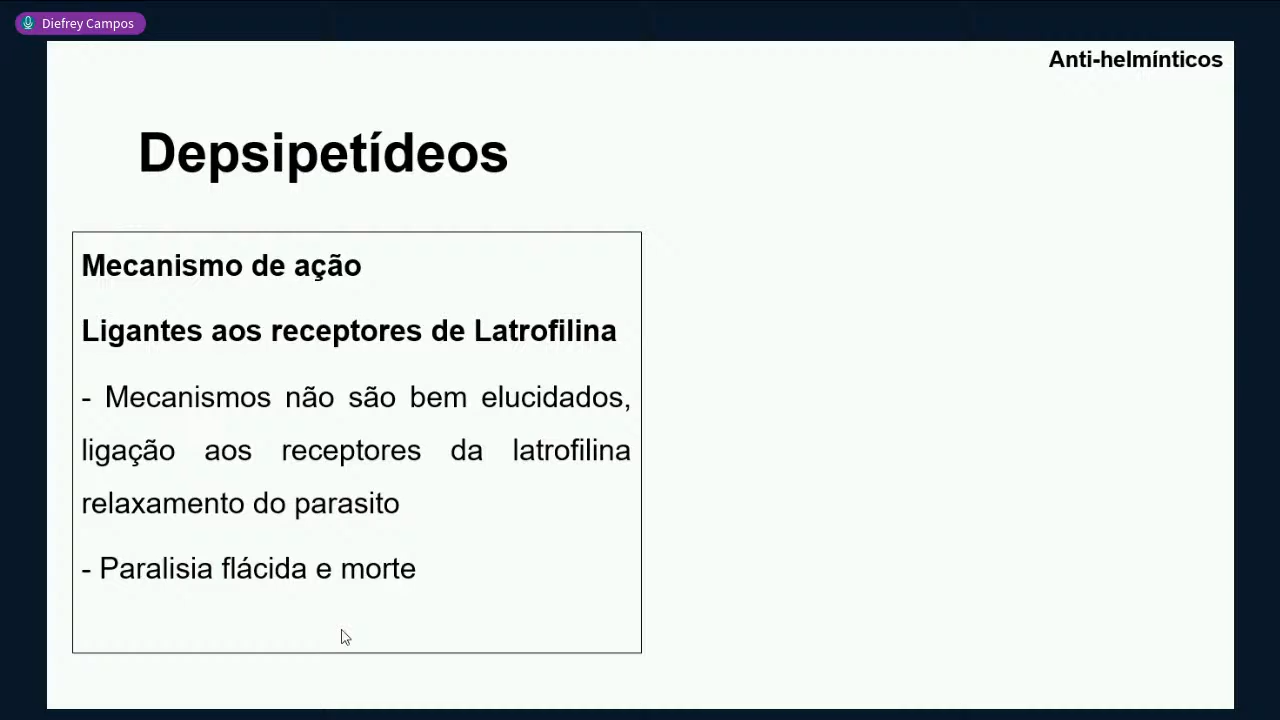 Diefrey Campos
Anti-helmínticos
Depsipetídeos
Mecanismo de ação
Ligantes aos receptores de Latrofilina
- Mecanismos não são bem elucidados,
ligação aos receptores da latrofilina
relaxamento do parasito
- Paralisia flácida e morte